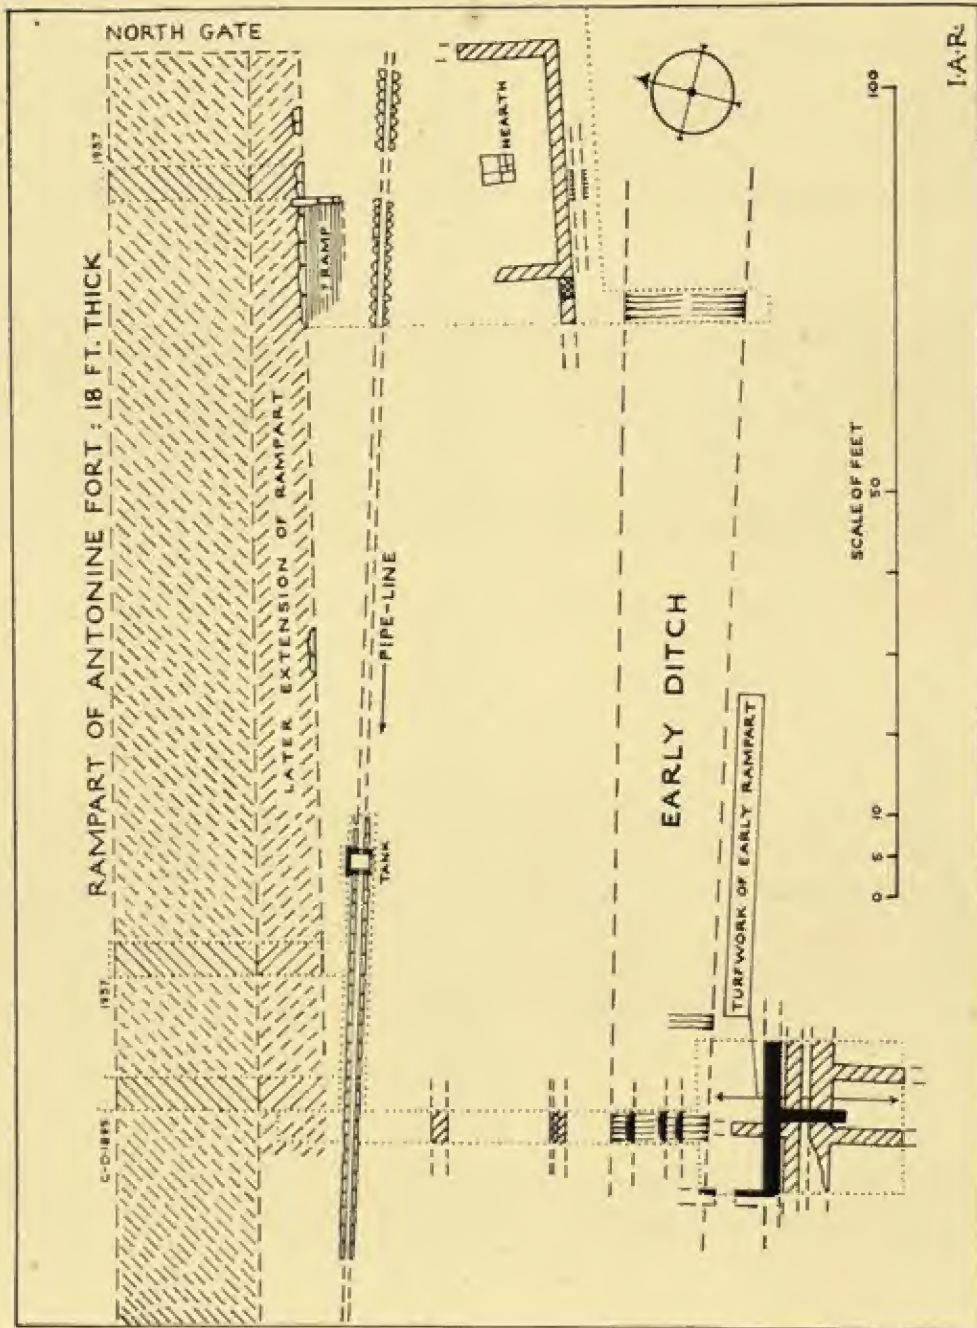 NORTH GATE
I·A·R·
1937
RAMPART OF ANTONINE FORT : 18 FT. THICK
LATER EXTENSION OF RAMPART
? RAMP
HEARTH
PIPE-LINE
TANK
EARLY DITCH
TURFWORK OF EARLY RAMPART
SCALE OF FEET
0 5 10 50 100
1937
C-D·1895